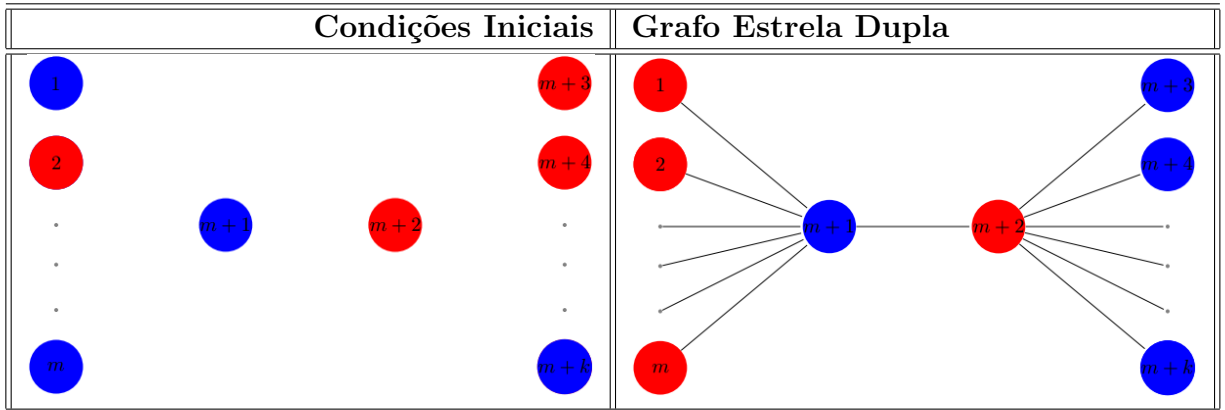 Condições Iniciais
Grafo Estrela Dupla
1
m + 3
2
m + 4
m + 1
m + 2
m
m + k
1
m + 3
2
m + 4
m + 1
m + 2
m
m + k